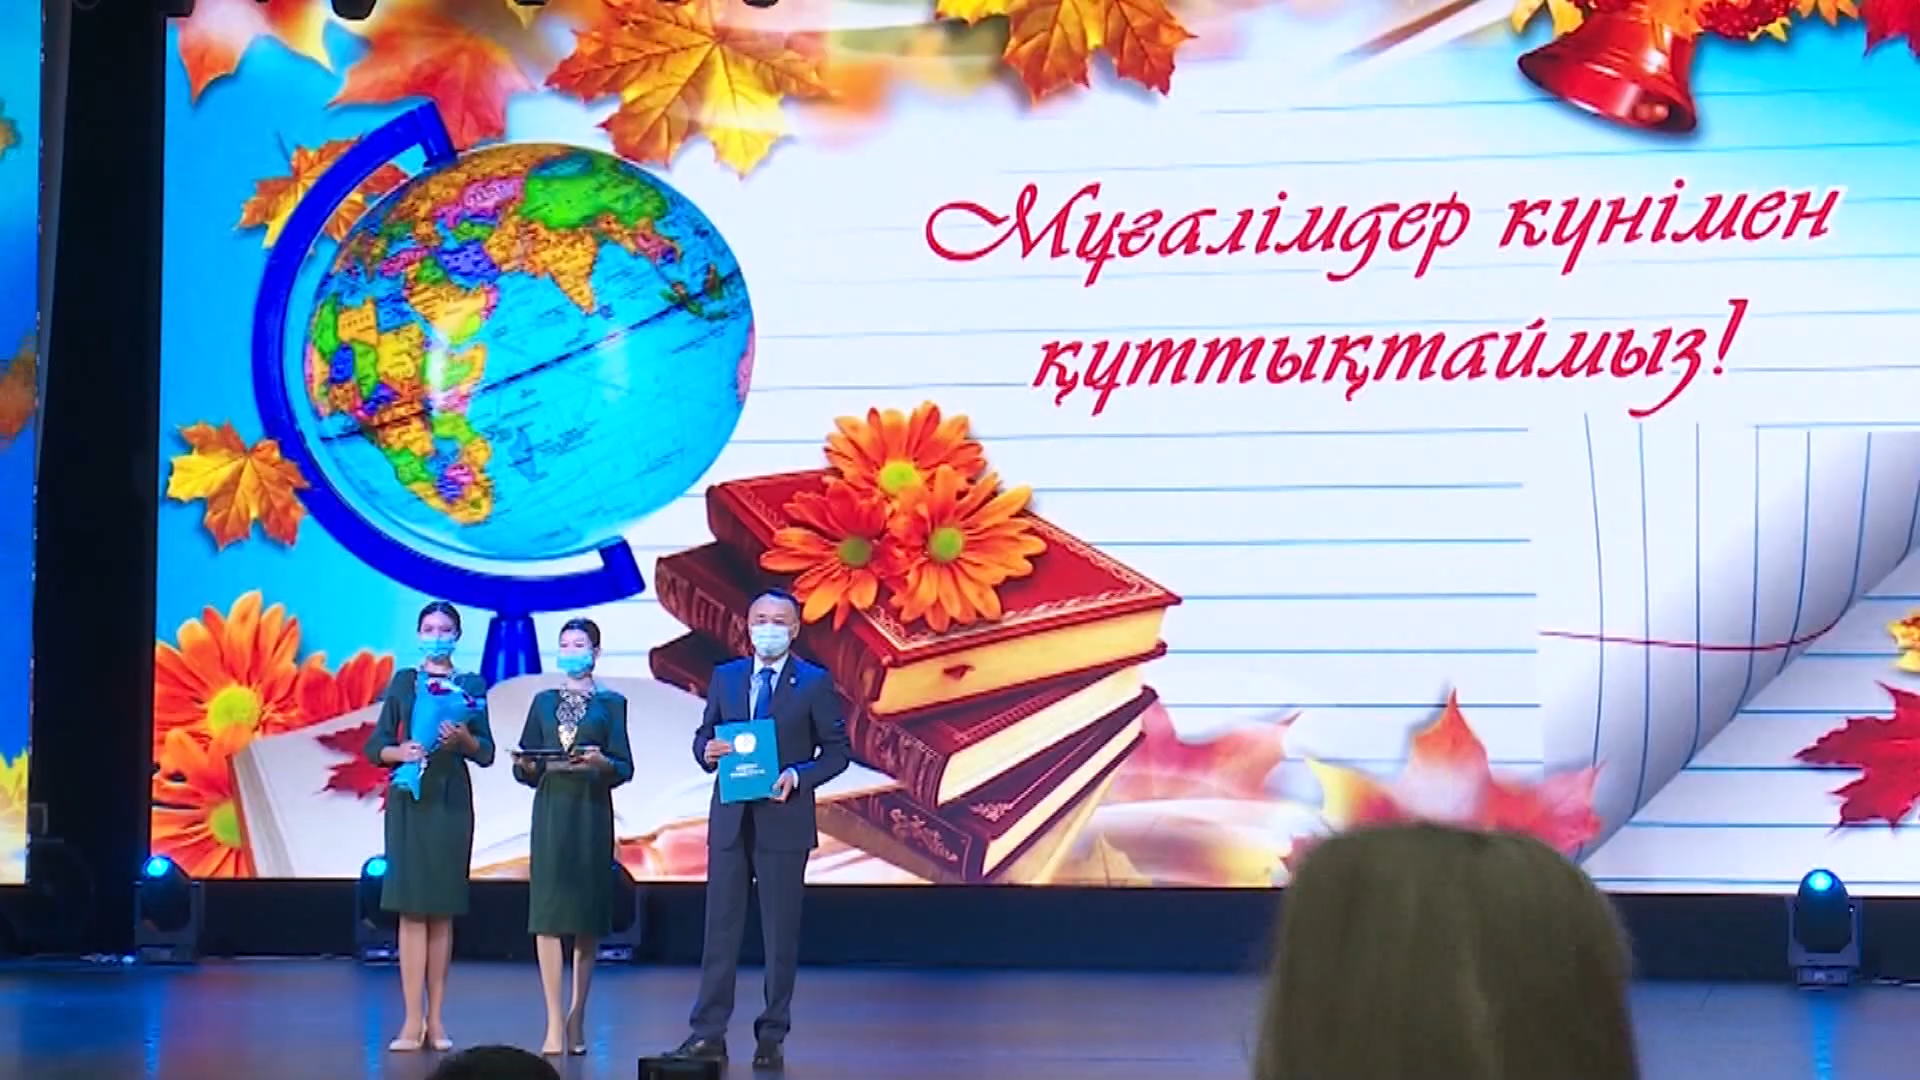 Мұғалімдер күнімен
құттықтаймыз!